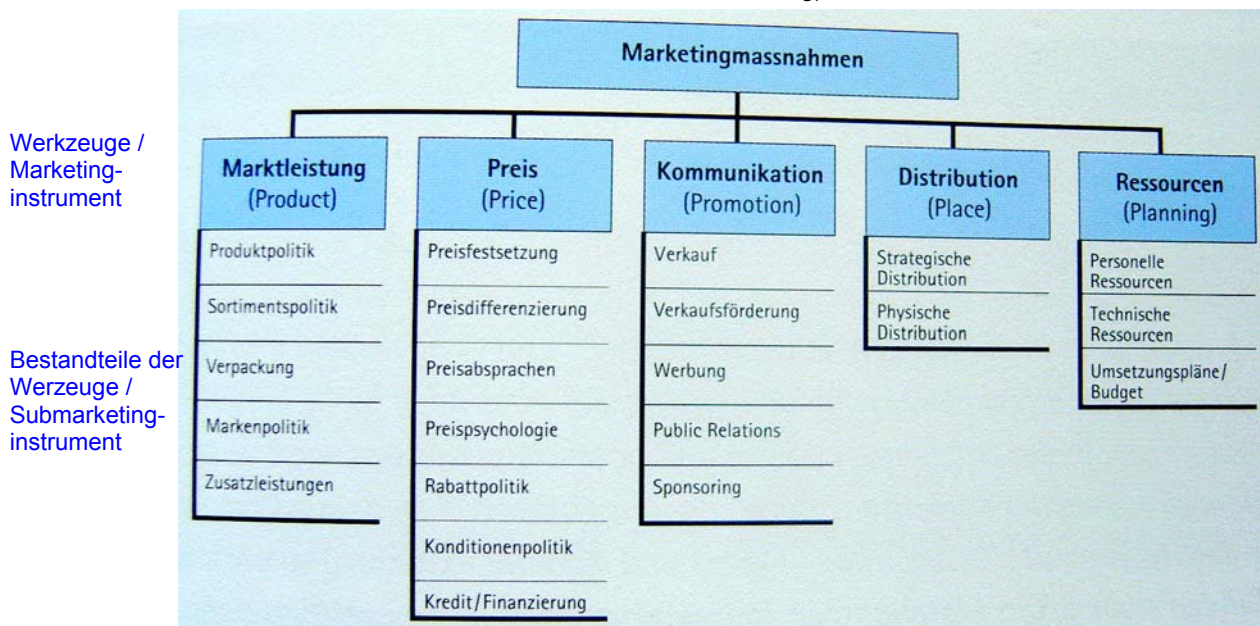 Marketingmassnahmen
Werkzeuge /
Marketing-
instrument
Marktleistung
(Product)
Preis
(Price)
Kommunikation
(Promotion)
Distribution
(Place)
Ressourcen
(Planning)
Bestandteile der
Werzeuge /
Submarketing-
instrument
Produktpolitik
Sortimentspolitik
Verpackung
Markenpolitik
Zusatzleistungen
Preisfestsetzung
Preisdifferenzierung
Preisabsprachen
Preispsychologie
Rabattpolitik
Konditionenpolitik
Kredit/Finanzierung
Verkauf
Verkaufsförderung
Werbung
Public Relations
Sponsoring
Strategische
Distribution
Physische
Distribution
Personelle
Ressourcen
Technische
Ressourcen
Umsetzungspläne/
Budget